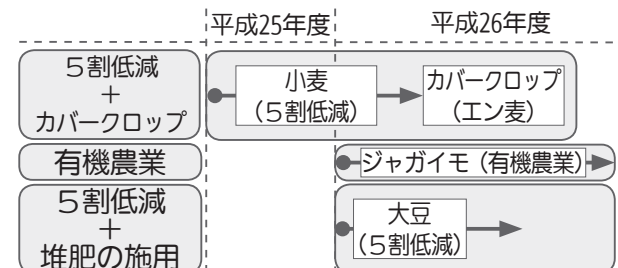 平成25年度
平成26年度
５割低減
＋
カバークロップ
小麦
（５割低減）
カバークロップ
（エン麦）
有機農業
ジャガイモ（有機農業）
５割低減
＋
堆肥の施用
大豆
（５割低減）